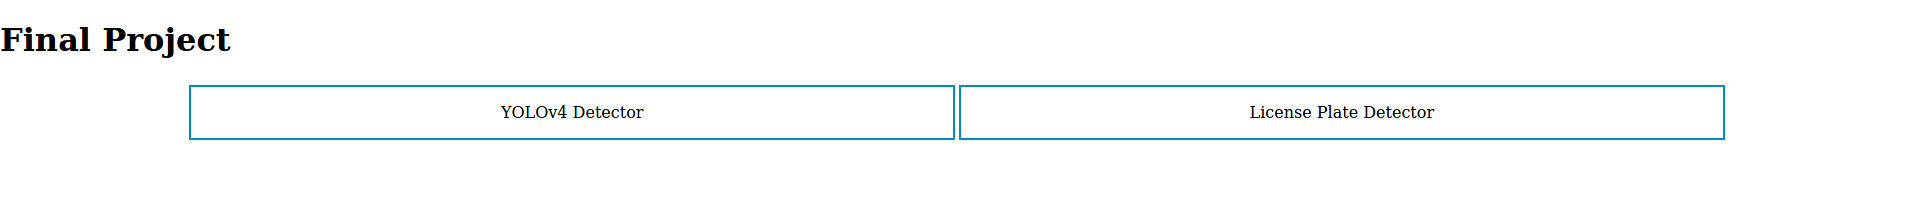 Final Project
YOLOv4 Detector
License Plate Detector